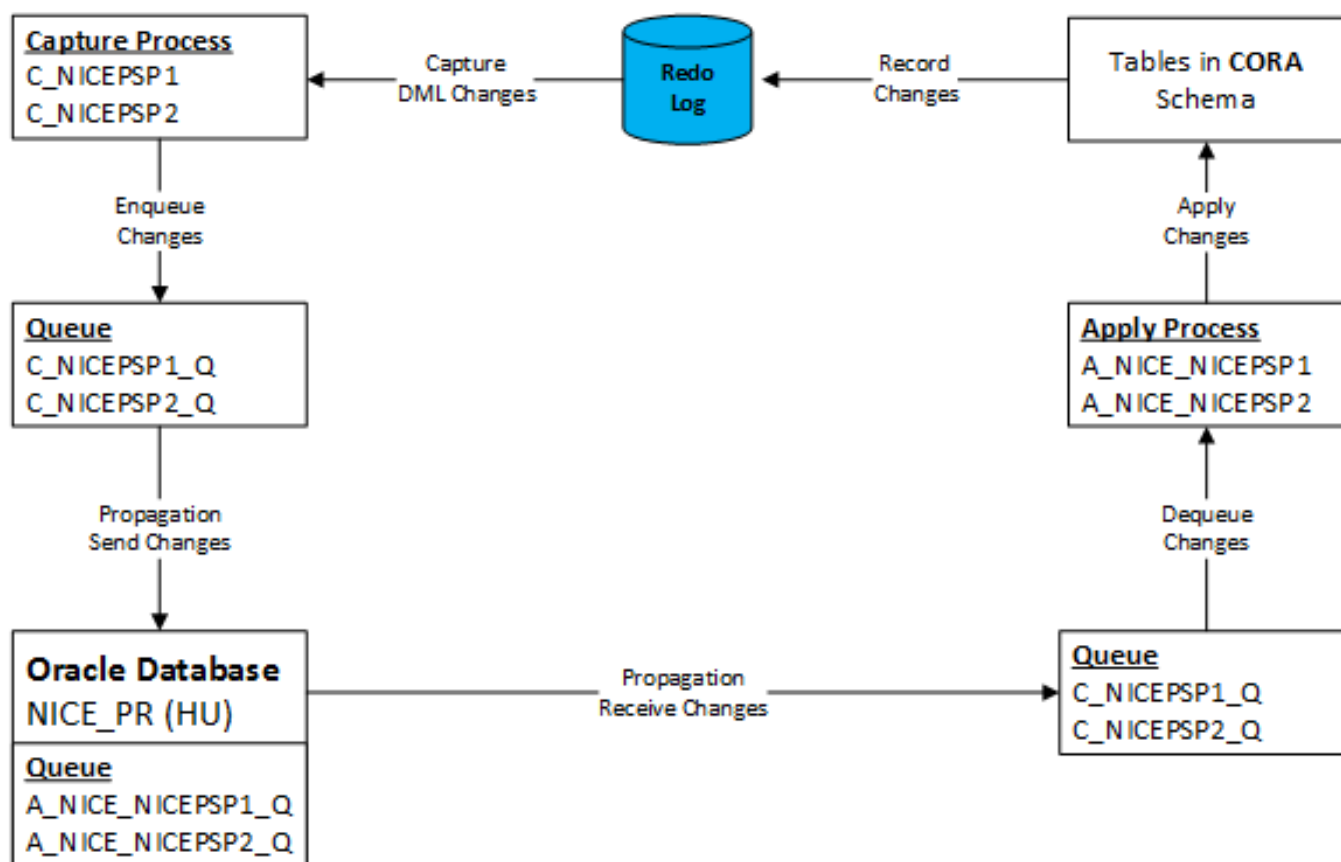 Capture Process
C_NICEPSP1
C_NICEPSP2
Capture
DML Changes
Redo
Log
Record
Changes
Tables in CORA
Schema
Enqueue
Changes
Apply
Changes
Queue
C_NICEPSP1_Q
C_NICEPSP2_Q
Apply Process
A_NICE_NICEPSP1
A_NICE_NICEPSP2
Propagation
Send Changes
Dequeue
Changes
Oracle Database
NICE_PR (HU)
Queue
A_NICE_NICEPSP1_Q
A_NICE_NICEPSP2_Q
Propagation
Receive Changes
Queue
C_NICEPSP1_Q
C_NICEPSP2_Q